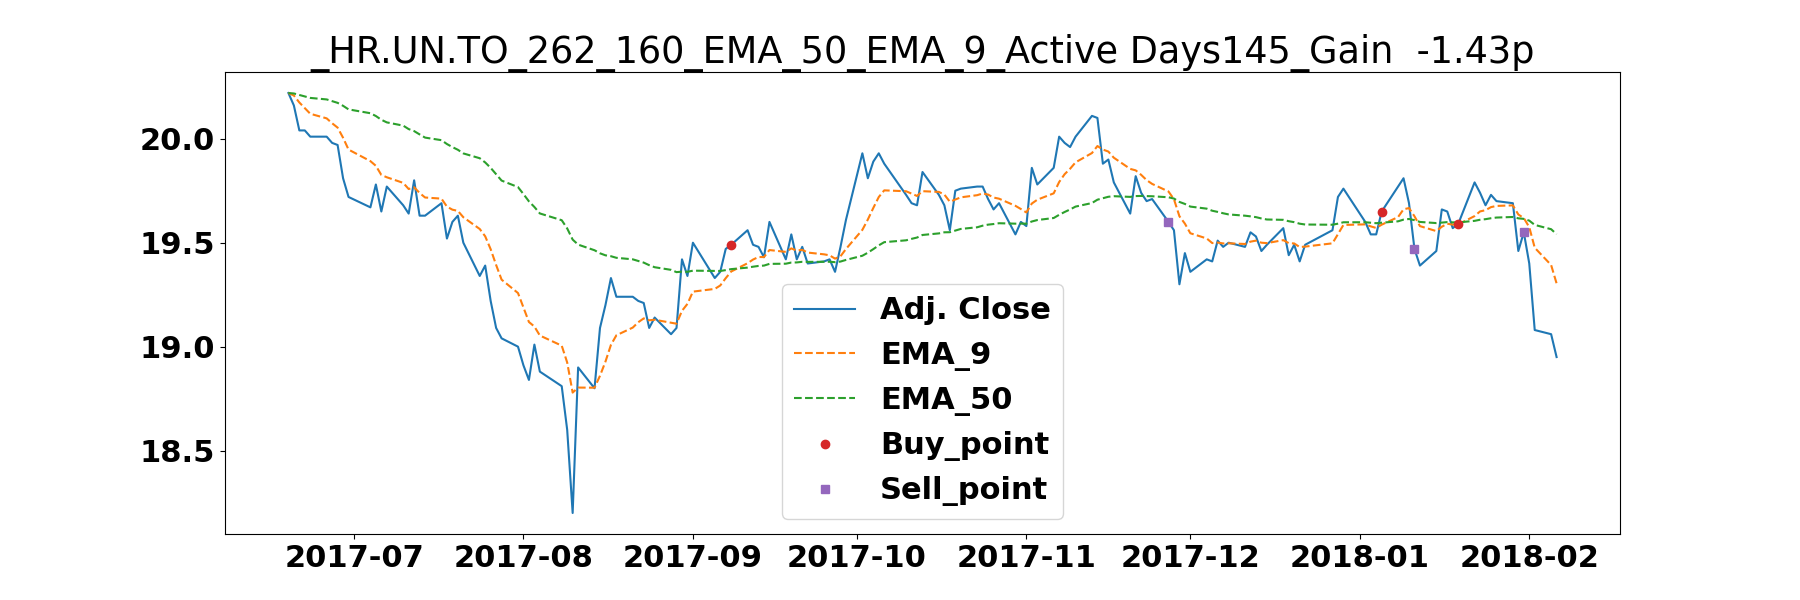 _HR.UN.TO_262_160_EMA_50_EMA_9_Active Days145_Gain  -1.43p
20.0
19.5
19.0
18.5
Adj. Close
EMA_9
EMA_50
Buy_point
Sell_point
2017-07 2017-08 2017-09 2017-10 2017-11 2017-12 2018-01 2018-02